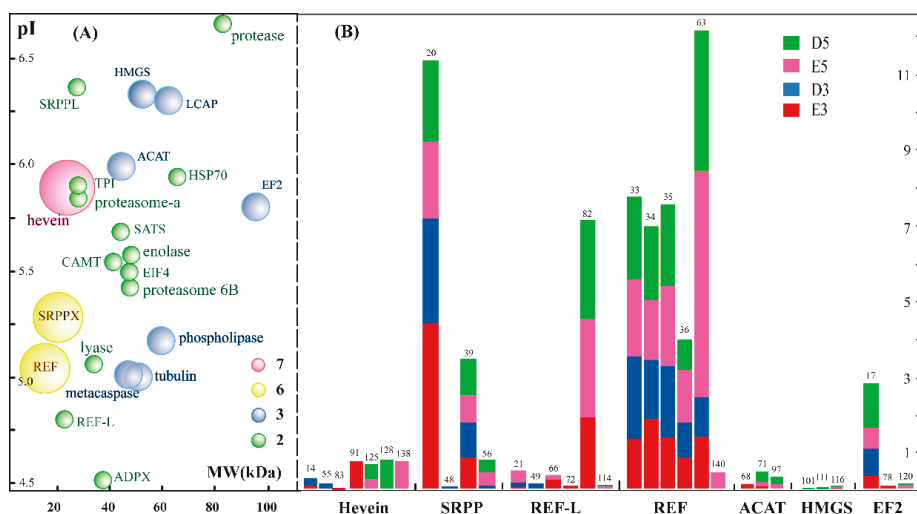 pI
(A)
protease
6.5
HMGS
SRPPL
LCAP
6.0
ACAT
TPI
HSP70
EF2
proteasome-a
hevein
SATS
enolase
CAMT
EIF4
5.5
proteasome 6B
SRPPX
phospholipase
lyase
REF
7
5.0
tubulin
6
metacaspase
3
REF-L
2
ADPX
MW(kDa)
4.5
20 40 60 80 100
(B)
D5
E5
D3
E3
11
9
7
5
3
1
14 55 83 91 125 128 138
20 48 39 56
21 49 66 72 82 114
33 34 35 36 63 140
68 71 97
101 111 116
17 78 120
Hevein SRPP REF-L REF ACAT HMGS EF2